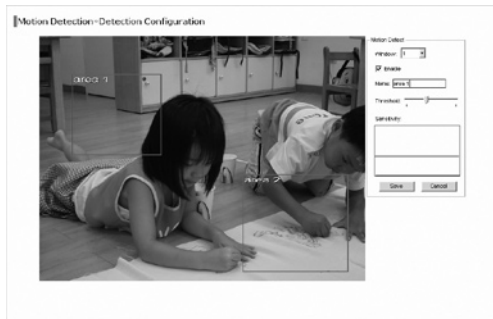 Motion Detection-Detection Configuration
Motion Detect
Window: 1
Enable
Name: area 1
Threshold:
Sensitivity
Save Cancel
area 1
area 2